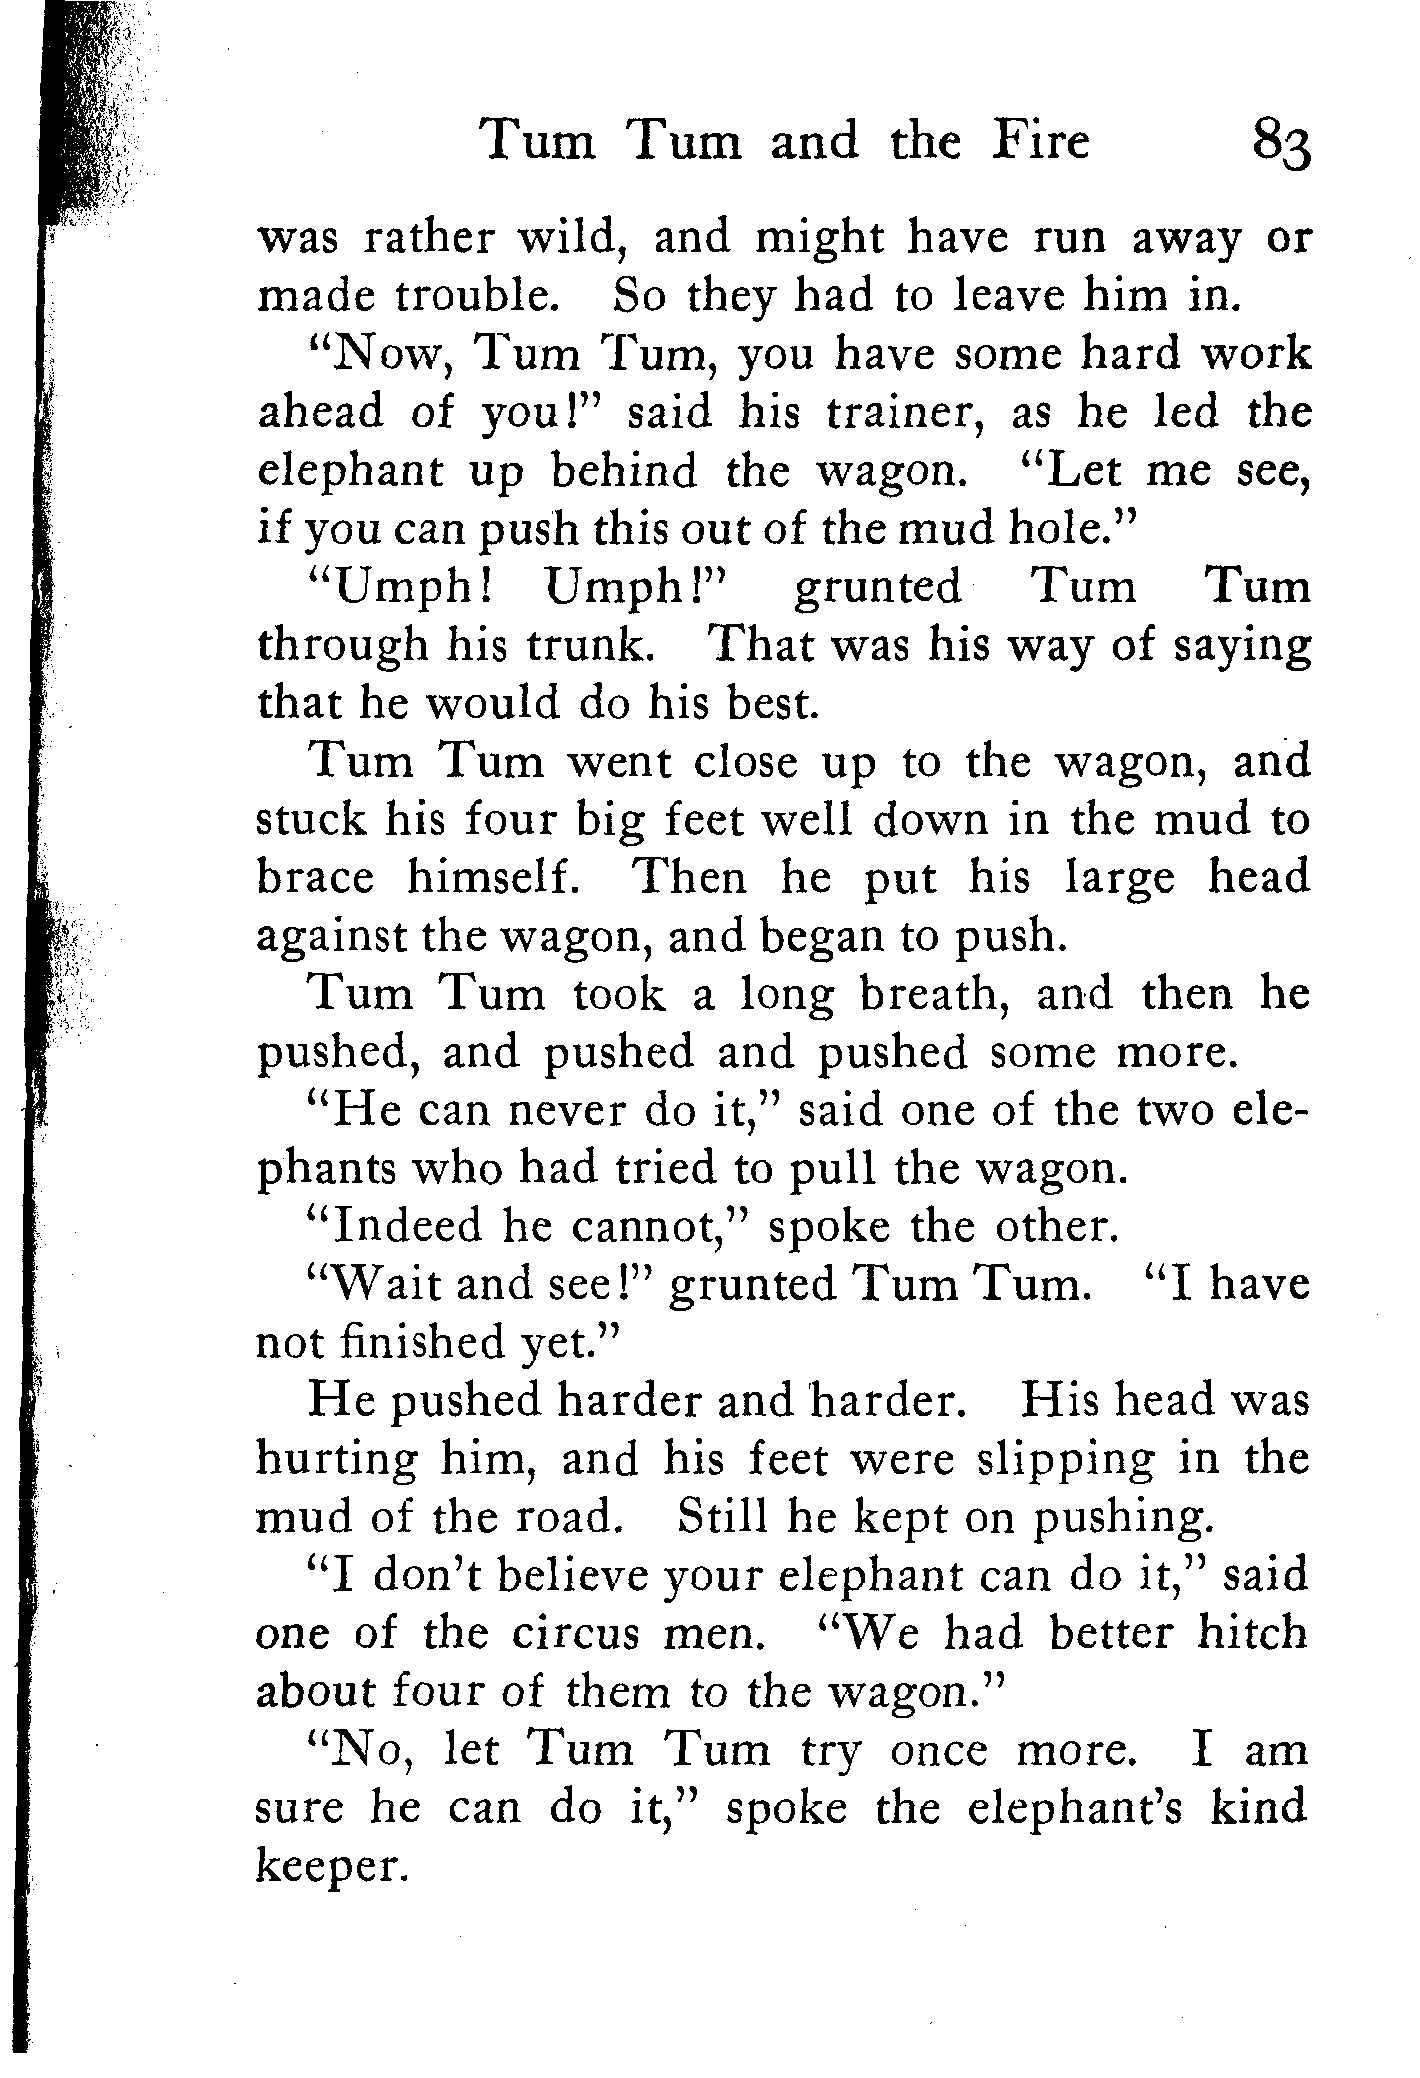 Tum Tum and the Fire 83
was rather wild, and might have run away or
made trouble. So they had to leave him in.
“Now, Tum Tum, you have some hard work
ahead of you!” said his trainer, as he led the
elephant up behind the wagon. “Let me see,
if you can push this out of the mud hole.”
“Umph! Umph!” grunted Tum Tum
through his trunk. That was his way of saying
that he would do his best.
Tum Tum went close up to the wagon, and
stuck his four big feet well down in the mud to
brace himself. Then he put his large head
against the wagon, and began to push.
Tum Tum took a long breath, and then he
pushed, and pushed and pushed some more.
“He can never do it,” said one of the two ele-
phants who had tried to pull the wagon.
“Indeed he cannot,” spoke the other.
“Wait and see!” grunted Tum Tum. “I have
not finished yet.”
He pushed harder and harder. His head was
hurting him, and his feet were slipping in the
mud of the road. Still he kept on pushing.
“I don’t believe your elephant can do it,” said
one of the circus men. “We had better hitch
about four of them to the wagon.”
“No, let Tum Tum try once more. I am
sure he can do it,” spoke the elephant’s kind
keeper.